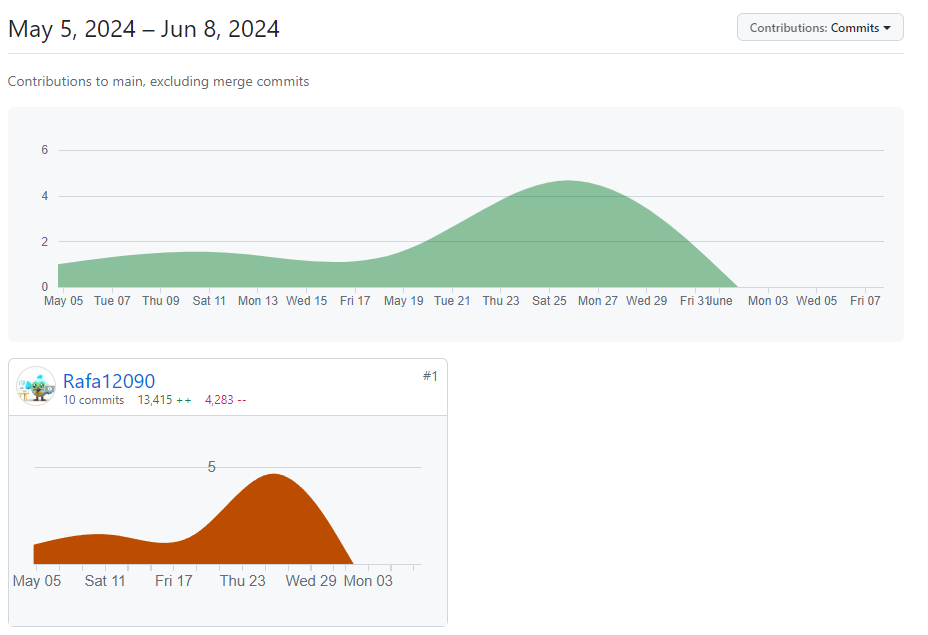 May 5, 2024 – Jun 8, 2024
Contributions: Commits
Contributions to main, excluding merge commits
6
4
2
0
May 05 Tue 07 Thu 09 Sat 11 Mon 13 Wed 15 Fri 17 May 19 Tue 21 Thu 23 Sat 25 Mon 27 Wed 29 Fri 31 June Mon 03 Wed 05 Fri 07
Rafa12090
#1
10 commits 13,415 ++ 4,283 --
5
May 05 Sat 11 Fri 17 Thu 23 Wed 29 Mon 03